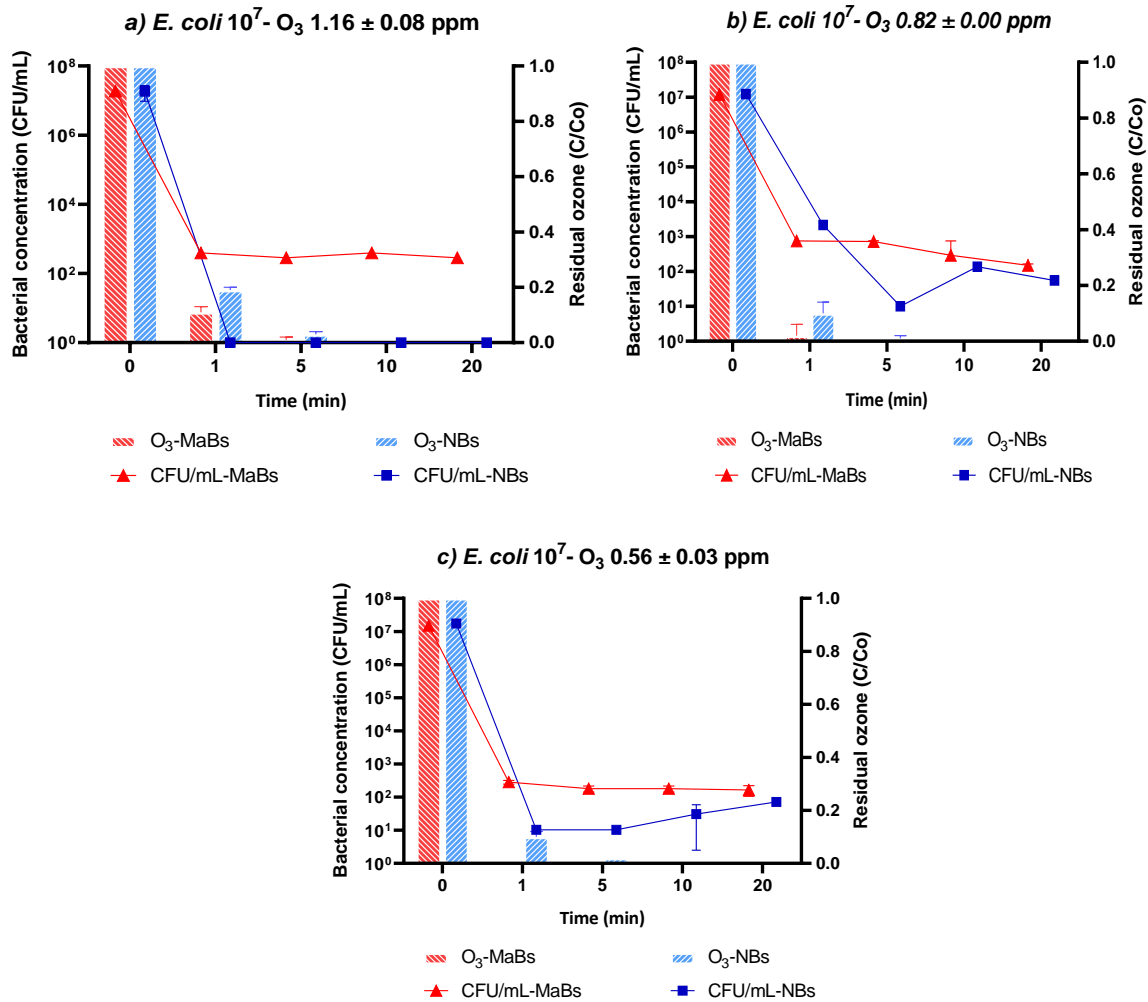 a) E. coli 10⁷- O₃ 1.16 ± 0.08 ppm
Bacterial concentration (CFU/mL)
10⁸
10⁶
10⁴
10²
10⁰
1.0
0.8
0.6
0.4
0.2
0.0
Residual ozone (C/Co)
0 1 5 10 20
Time (min)
O₃-MaBs O₃-NBs
CFU/mL-MaBs CFU/mL-NBs
b) E. coli 10⁷- O₃ 0.82 ± 0.00 ppm
Bacterial concentration (CFU/mL)
10⁸
10⁷
10⁶
10⁵
10⁴
10³
10²
10¹
10⁰
1.0
0.8
0.6
0.4
0.2
0.0
Residual ozone (C/Co)
0 1 5 10 20
Time (min)
O₃-MaBs O₃-NBs
CFU/mL-MaBs CFU/mL-NBs
c) E. coli 10⁷- O₃ 0.56 ± 0.03 ppm
Bacterial concentration (CFU/mL)
10⁸
10⁷
10⁶
10⁵
10⁴
10³
10²
10¹
10⁰
1.0
0.8
0.6
0.4
0.2
0.0
Residual ozone (C/Co)
0 1 5 10 20
Time (min)
O₃-MaBs O₃-NBs
CFU/mL-MaBs CFU/mL-NBs